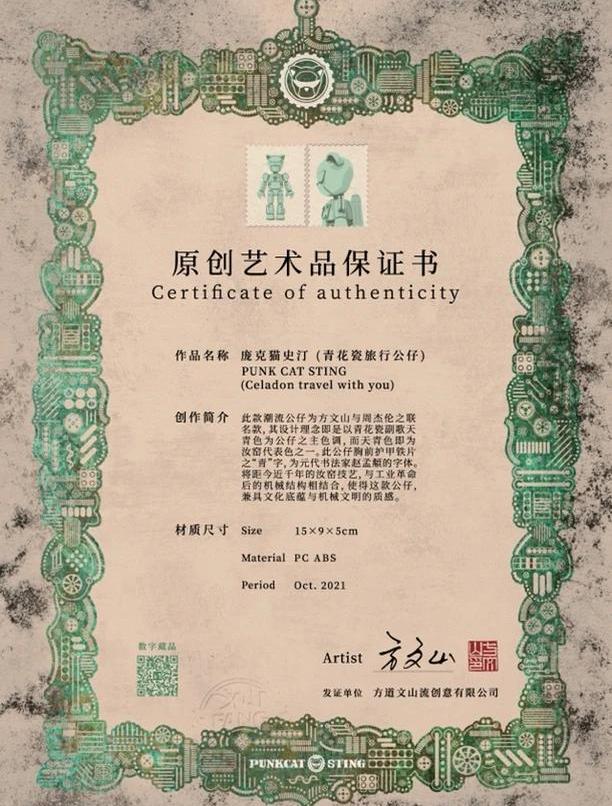 原创艺术品保证书
Certificate of authenticity
作品名称 庞克猫史汀（青花瓷旅行公仔）
PUNK CAT STING
(Celadon travel with you)
创作简介 此款潮流公仔为方文山与周杰伦之联
名款，其设计理念即是以青花瓷副歌天
青色为公仔之主色调，而天青色即为
汝窑代表色之一。此公仔胸前护甲铁片
之“青”字，为元代书法家赵孟頫的字体。
将距今近千年的汝窑技艺，与工业革命
后的机械结构相结合，使得这款公仔，
兼具文化底蕴与机械文明的质感。
材质尺寸 Size 15×9×5cm
Material PC ABS
Period Oct. 2021
数字藏品
Artist 方文山
发证单位 方道文山流创意有限公司
PUNKCAT STING